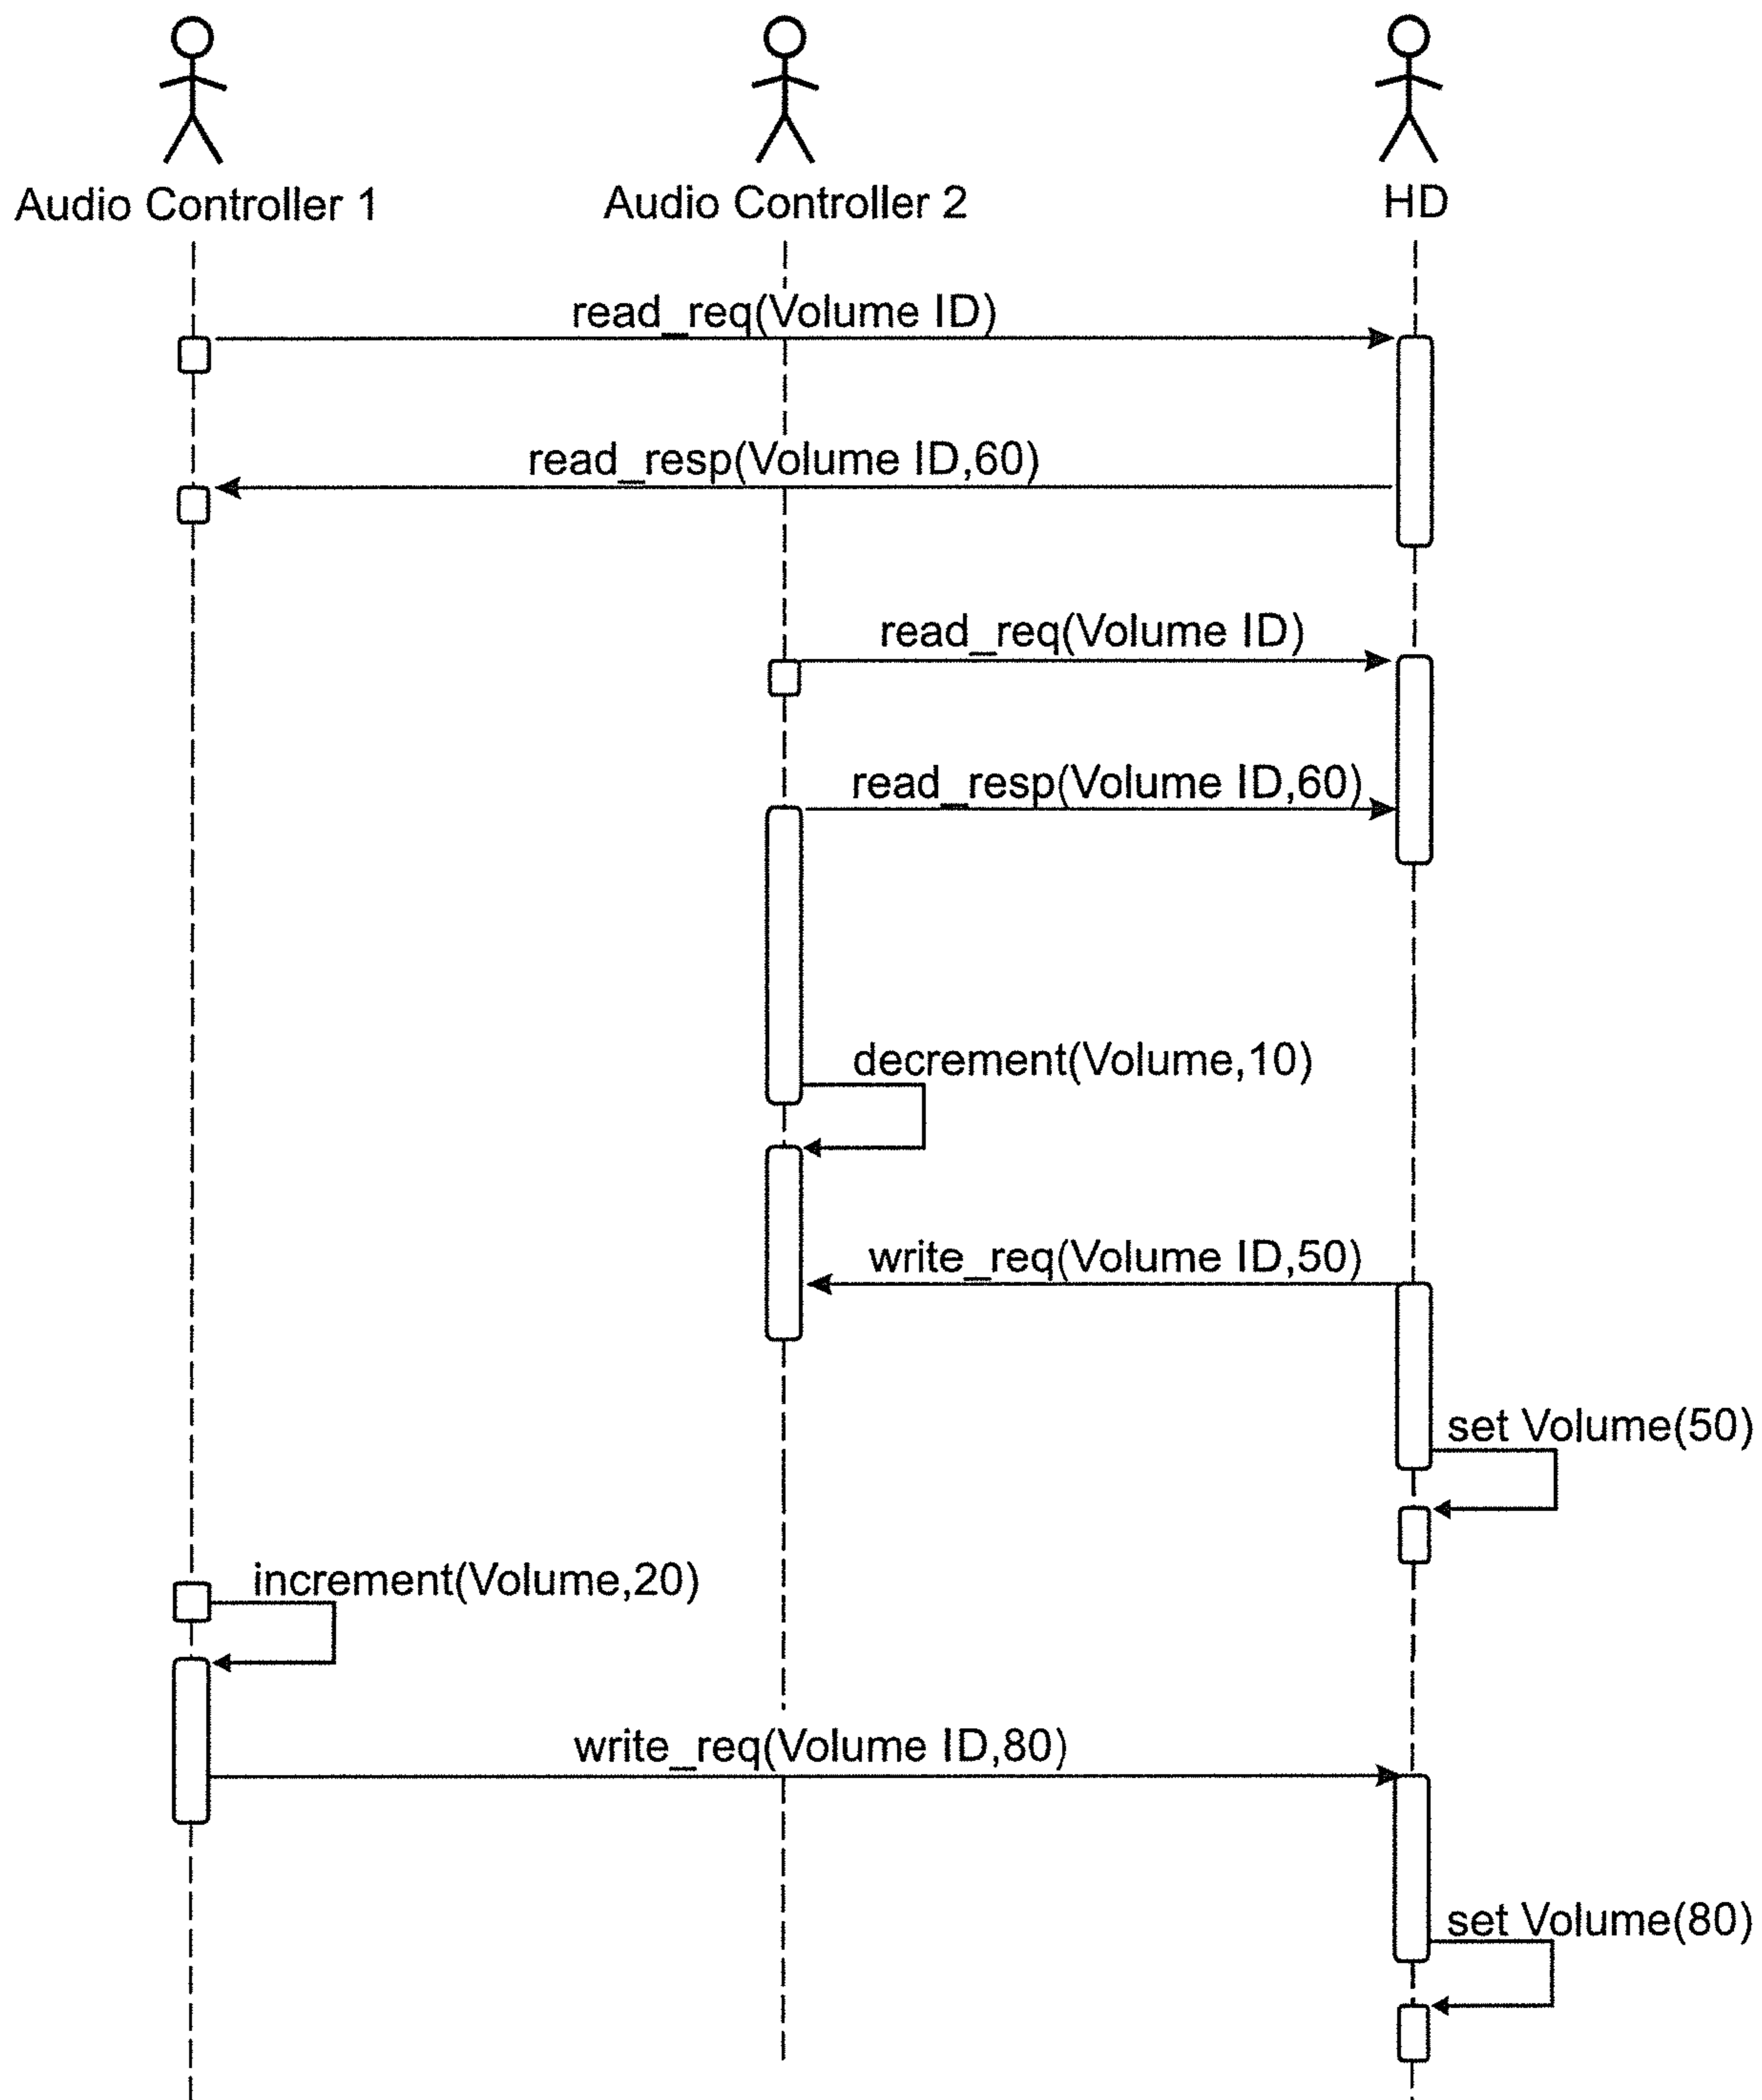 Audio Controller 1
Audio Controller 2
HD
read_req(Volume ID)
read_resp(Volume ID,60)
read_req(Volume ID)
read_resp(Volume ID,60)
decrement(Volume,10)
write_req(Volume ID,50)
set Volume(50)
increment(Volume,20)
write_req(Volume ID,80)
set Volume(80)